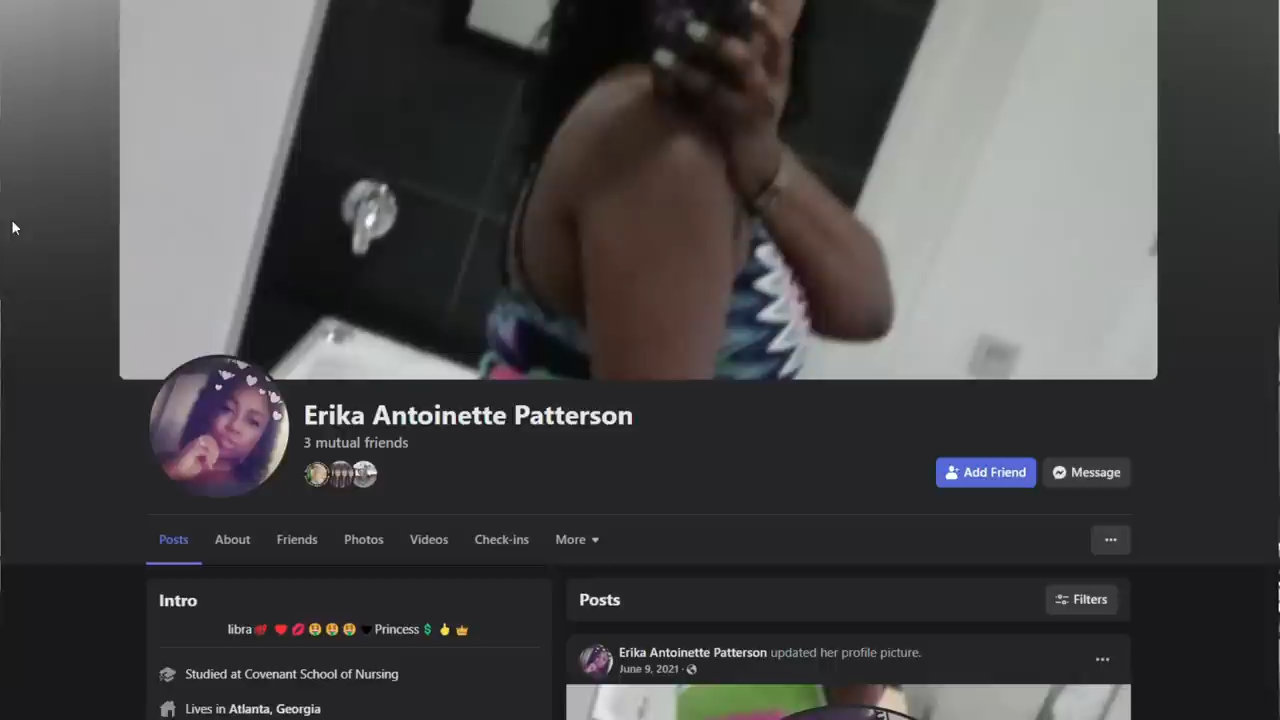 Erika Antoinette Patterson
3 mutual friends
Add Friend
Message
Posts
About
Friends
Photos
Videos
Check-ins
More
Intro
libra💋 ❤️ 💋 🤑 🤑 🤑 🖤 Princess 💲 👆 👑
Studied at Covenant School of Nursing
Lives in Atlanta, Georgia
Posts
Filters
Erika Antoinette Patterson updated her profile picture.
June 9, 2021 ·